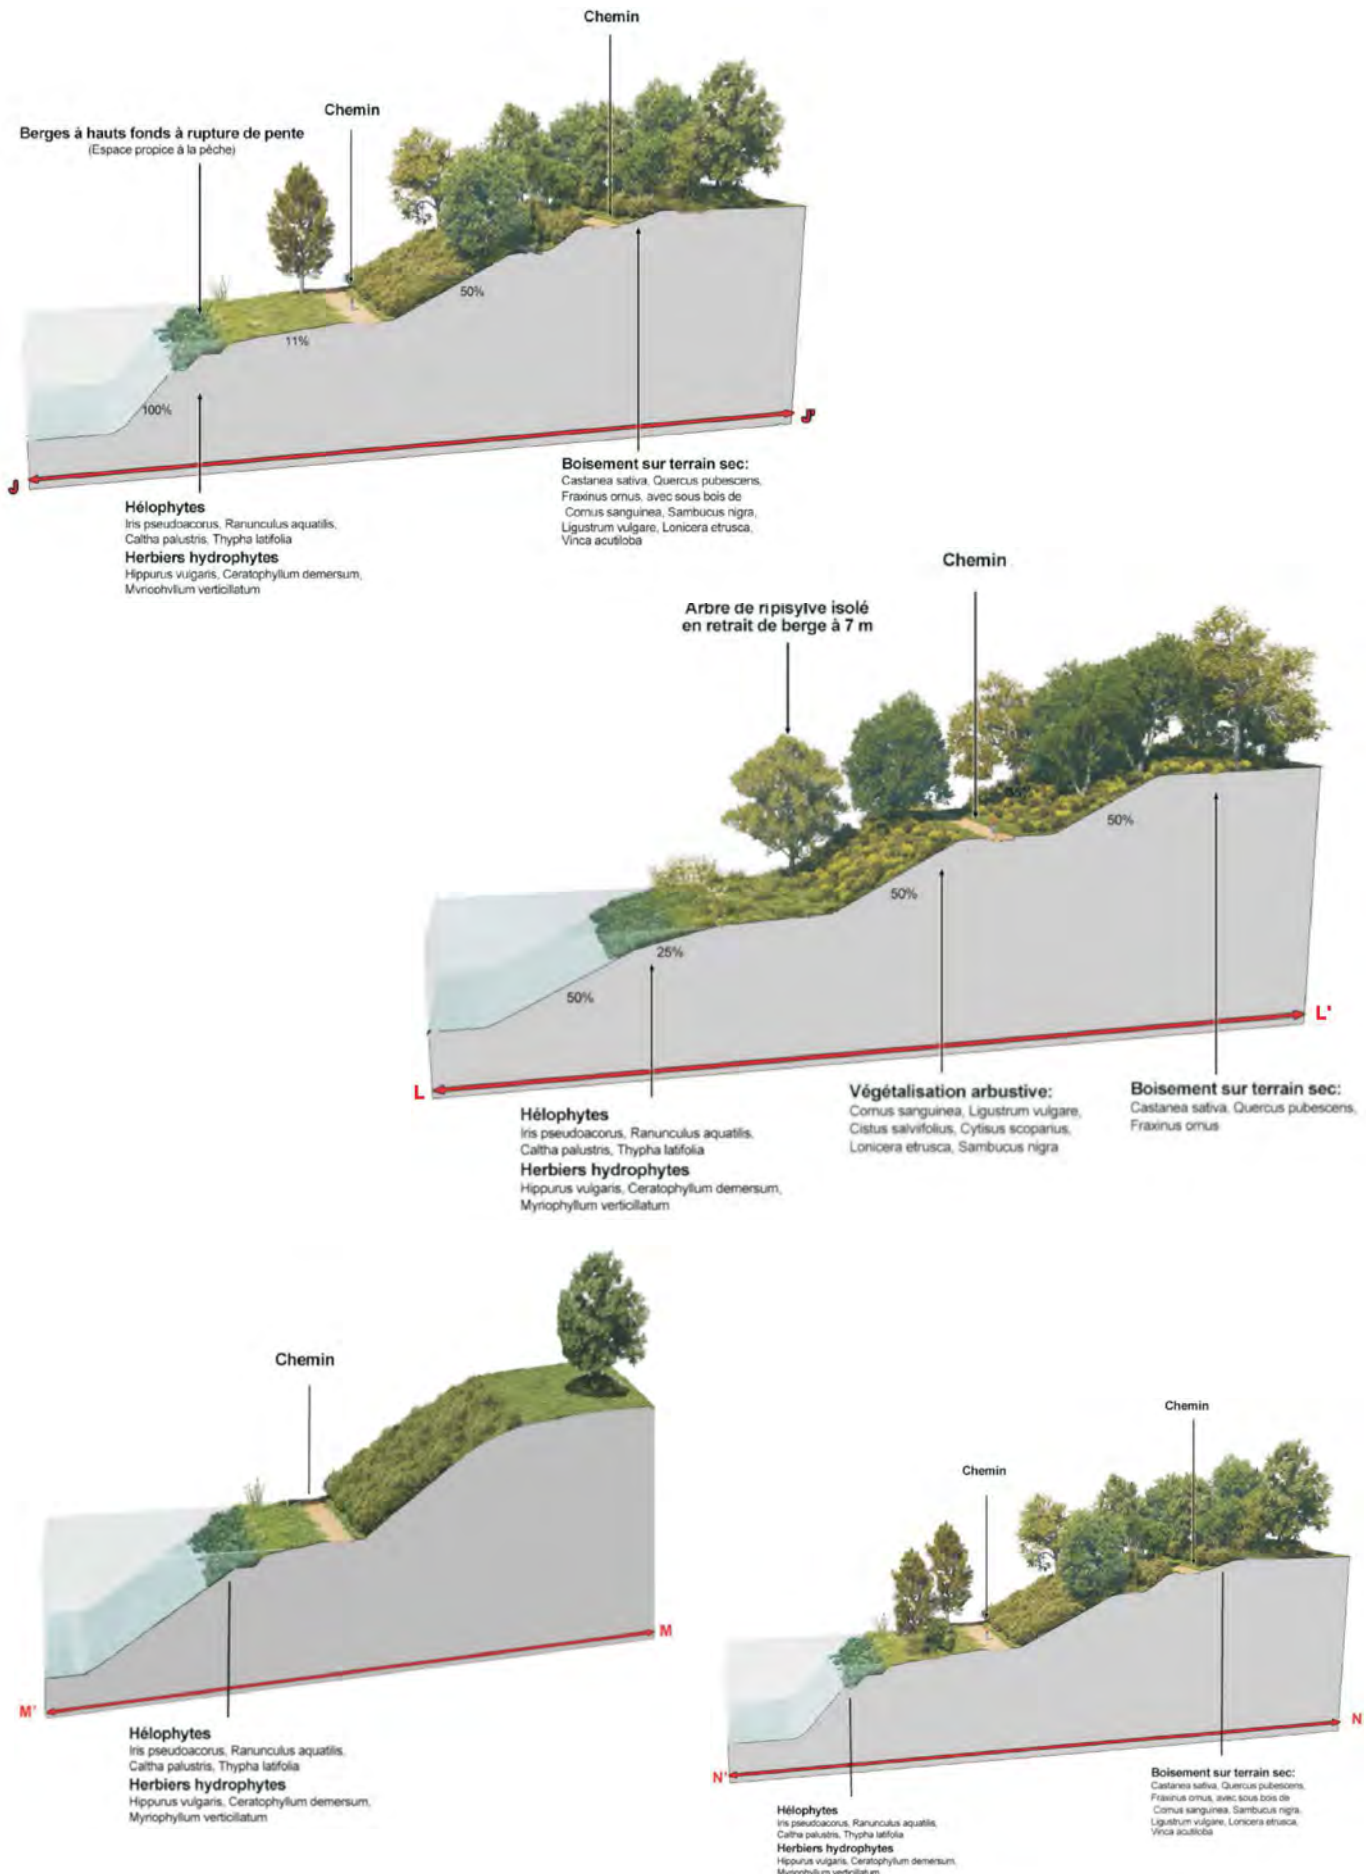 Chemin
Chemin
Berges à hauts fonds à rupture de pente
(Espace propice à la pêche)
50%
11%
100%
J
J'
Hélophytes
Iris pseudoacorus, Ranunculus aquatilis,
Caltha palustris, Thypha latifolia
Herbiers hydrophytes
Hippurus vulgaris, Ceratophyllum demersum,
Myriophyllum verticillatum
Boisement sur terrain sec:
Castanea sativa, Quercus pubescens,
Fraxinus ornus, avec sous bois de
Cornus sanguinea, Sambucus nigra,
Ligustrum vulgare, Lonicera etrusca,
Vinca acutiloba
Chemin
Arbre de ripisylve isolé
en retrait de berge à 7 m
50%
50%
25%
50%
L
L'
Hélophytes
Iris pseudoacorus, Ranunculus aquatilis,
Caltha palustris, Thypha latifolia
Herbiers hydrophytes
Hippurus vulgaris, Ceratophyllum demersum,
Myriophyllum verticillatum
Végétalisation arbustive:
Cornus sanguinea, Ligustrum vulgare,
Cistus salviifolius, Cytisus scoparius,
Lonicera etrusca, Sambucus nigra
Boisement sur terrain sec:
Castanea sativa, Quercus pubescens,
Fraxinus ornus
Chemin
M
M'
Hélophytes
Iris pseudoacorus, Ranunculus aquatilis,
Caltha palustris, Thypha latifolia
Herbiers hydrophytes
Hippurus vulgaris, Ceratophyllum demersum,
Myriophyllum verticillatum
Chemin
Chemin
N
N'
Hélophytes
Iris pseudoacorus, Ranunculus aquatilis,
Caltha palustris, Thypha latifolia
Herbiers hydrophytes
Hippurus vulgaris, Ceratophyllum demersum,
Myriophyllum verticillatum
Boisement sur terrain sec:
Castanea sativa, Quercus pubescens,
Fraxinus ornus, avec sous bois de
Cornus sanguinea, Sambucus nigra,
Ligustrum vulgare, Lonicera etrusca,
Vinca acutiloba